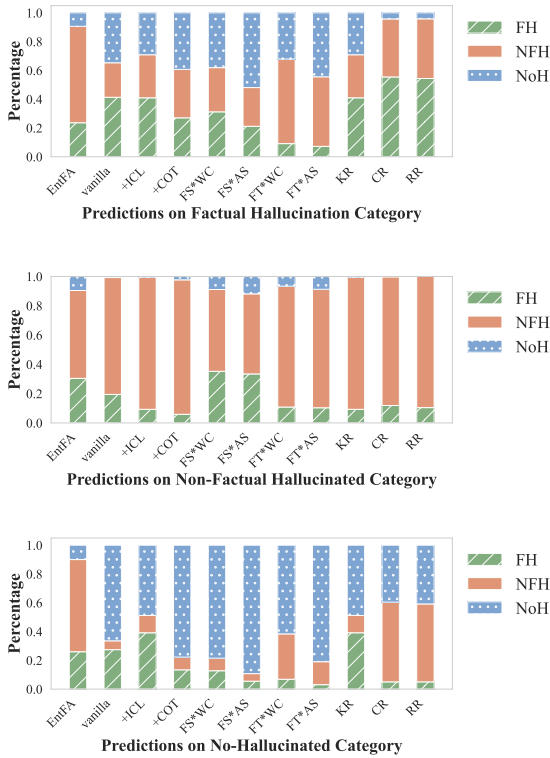 1.0
0.8
0.6
0.4
0.2
0.0
Percentage
EntFA
vanilla
+ICL
+COT
FS*WC
FS*AS
FT*WC
FT*AS
KR
CR
RR
Predictions on Factual Hallucination Category
FH
NFH
NoH
1.0
0.8
0.6
0.4
0.2
0.0
Percentage
EntFA
vanilla
+ICL
+COT
FS*WC
FS*AS
FT*WC
FT*AS
KR
CR
RR
Predictions on Non-Factual Hallucinated Category
FH
NFH
NoH
1.0
0.8
0.6
0.4
0.2
0.0
Percentage
EntFA
vanilla
+ICL
+COT
FS*WC
FS*AS
FT*WC
FT*AS
KR
CR
RR
Predictions on No-Hallucinated Category
FH
NFH
NoH